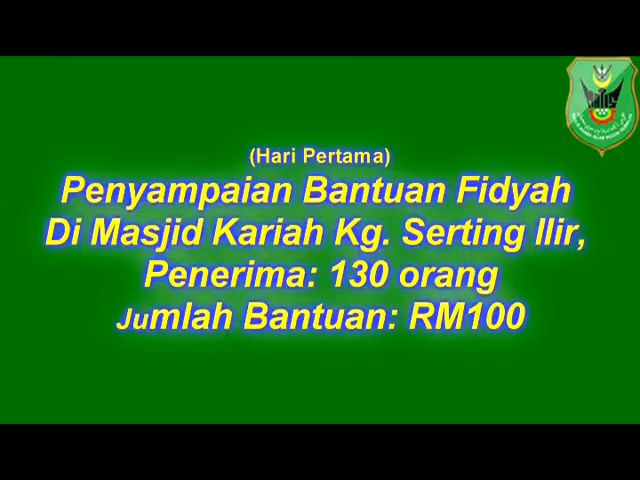 (Hari Pertama)
Penyampaian Bantuan Fidyah
Di Masjid Kariah Kg. Serting Ilir,
Penerima: 130 orang
Jumlah Bantuan: RM100